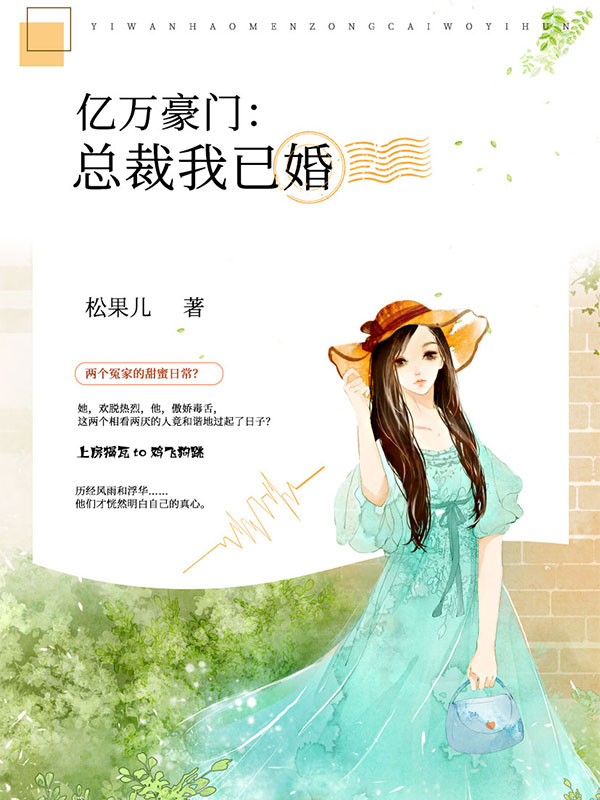 YIWANHAOMENZONGCAIWOYIHUN
亿万豪门：
总裁我已婚
松果儿 著
两个冤家的甜蜜日常？
她，欢脱热烈，他，傲娇毒舌，
这两个相看两厌的人竟和谐地过起了日子？
上房揭瓦 to 鸡飞狗跳
历经风雨和浮华……
他们才恍然明白自己的真心。